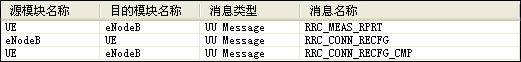 源模块名称 目的模块名称 消息类型 消息名称
UE eNodeB UU Message RRC_MEAS_RPRT
eNodeB UE UU Message RRC_CONN_RECFG
UE eNodeB UU Message RRC_CONN_RECFG_CMP